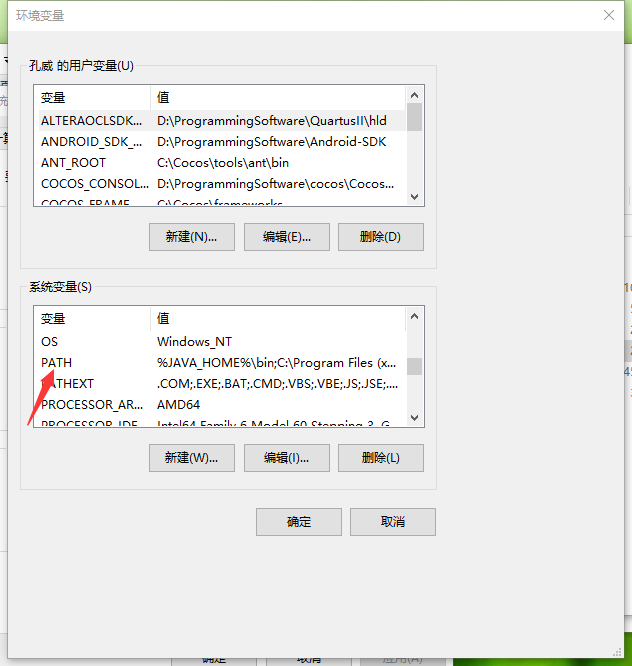 环境变量
孔威 的用户变量(U)
变量 值
ALTERAOCLSDK... D:\ProgrammingSoftware\QuartusII\hld
ANDROID_SDK_... D:\ProgrammingSoftware\Android-SDK
ANT_ROOT C:\Cocos\tools\ant\bin
COCOS_CONSOL... D:\ProgrammingSoftware\cocos\Cocos...
COCOS_FRAME C:\Cocos\frameworks
新建(N)... 编辑(E)... 删除(D)
系统变量(S)
变量 值
OS Windows_NT
PATH %JAVA_HOME%\bin;C:\Program Files (x...
PATHEXT .COM;.EXE;.BAT;.CMD;.VBS;.VBE;.JS;.JSE;....
PROCESSOR_AR... AMD64
PROCESSOR_IDE Intel64 Family 6 Model 60 Stepping 3, G
新建(W)... 编辑(I)... 删除(L)
确定 取消
确定 取消 应用(A)